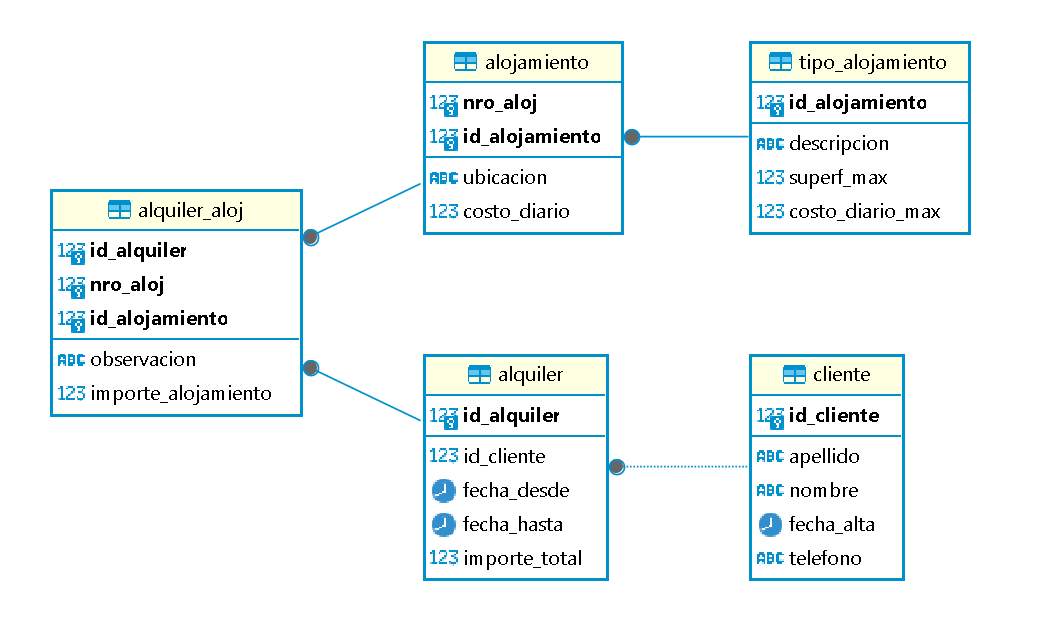 alojamiento
123 nro_aloj
123 id_alojamiento
ABC ubicacion
123 costo_diario
tipo_alojamiento
123 id_alojamiento
ABC descripcion
123 superf_max
123 costo_diario_max
alquiler_aloj
123 id_alquiler
123 nro_aloj
123 id_alojamiento
ABC observacion
123 importe_alojamiento
alquiler
123 id_alquiler
123 id_cliente
fecha_desde
fecha_hasta
123 importe_total
cliente
123 id_cliente
ABC apellido
ABC nombre
fecha_alta
ABC telefono